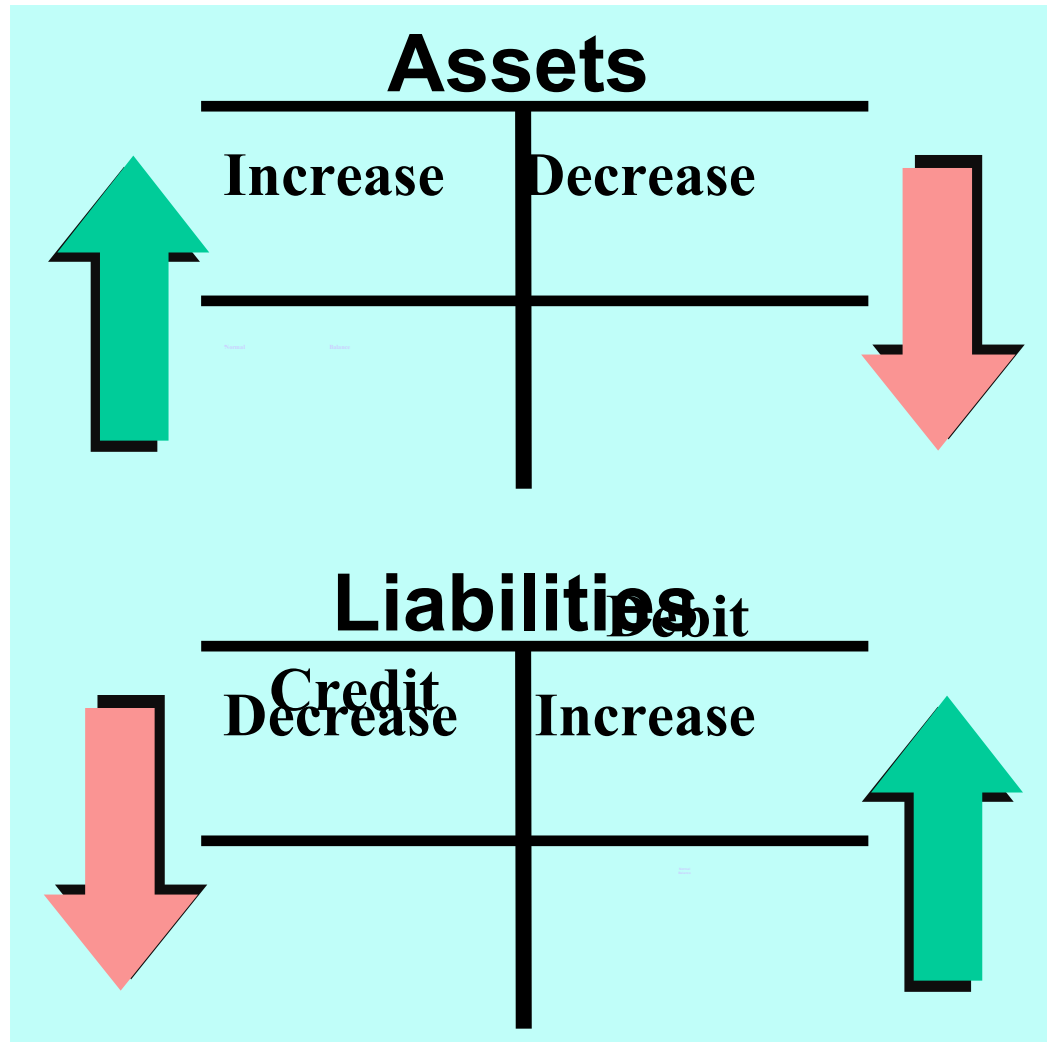 Assets
Increase Decrease
Liabilities
Debit
Credit
Decrease Increase